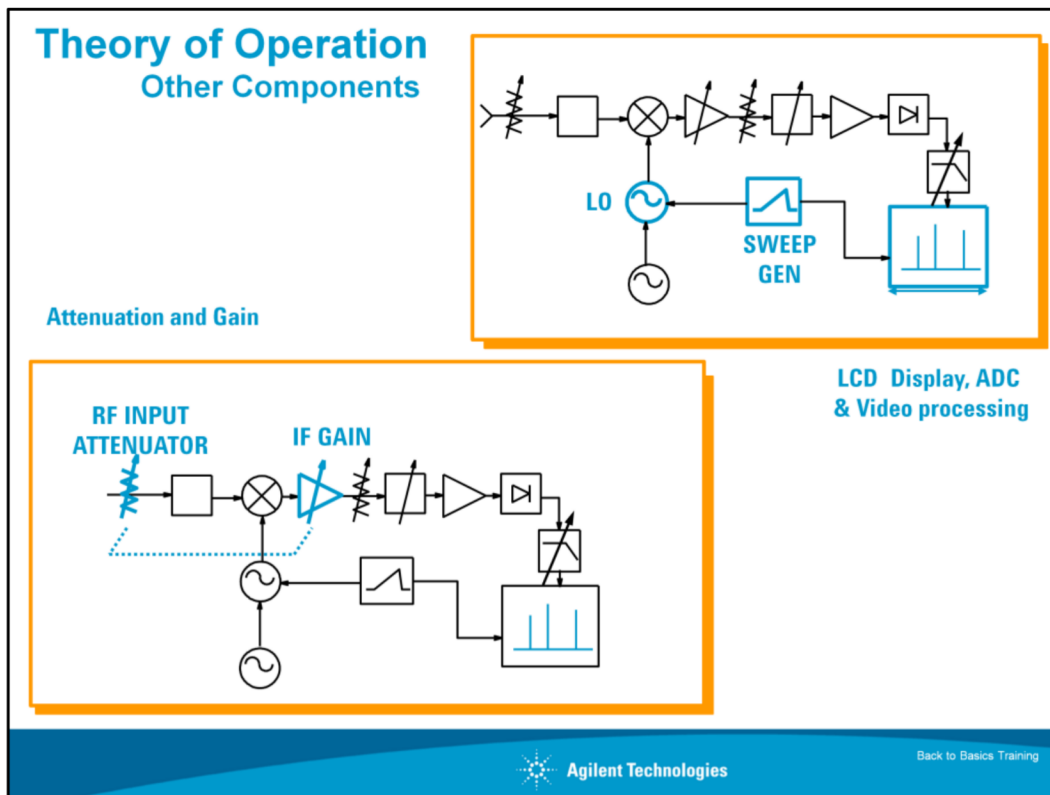 Theory of Operation
Other Components
LO
SWEEP
GEN
Attenuation and Gain
LCD Display, ADC
& Video processing
RF INPUT
ATTENUATOR
IF GAIN
Agilent Technologies
Back to Basics Training